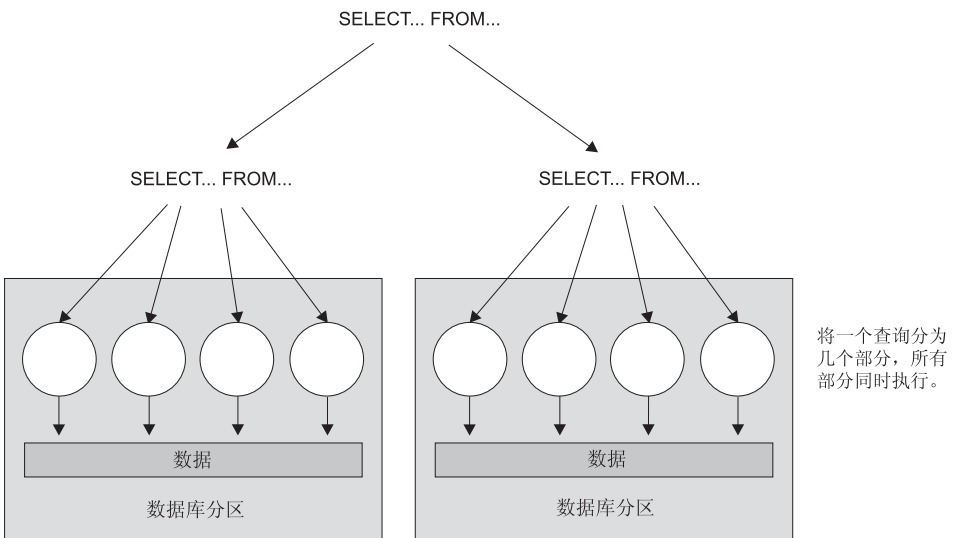 SELECT... FROM...
SELECT... FROM...
SELECT... FROM...
将一个查询分为
几个部分，所有
部分同时执行。
数据
数据
数据库分区
数据库分区